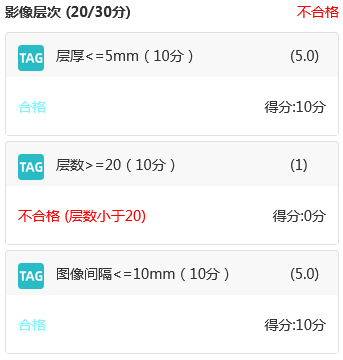 影像层次 (20/30分) 不合格
TAG 层厚<=5mm（10分） (5.0)
合格 得分:10分
TAG 层数>=20（10分） (1)
不合格 (层数小于20) 得分:0分
TAG 图像间隔<=10mm（10分） (5.0)
合格 得分:10分